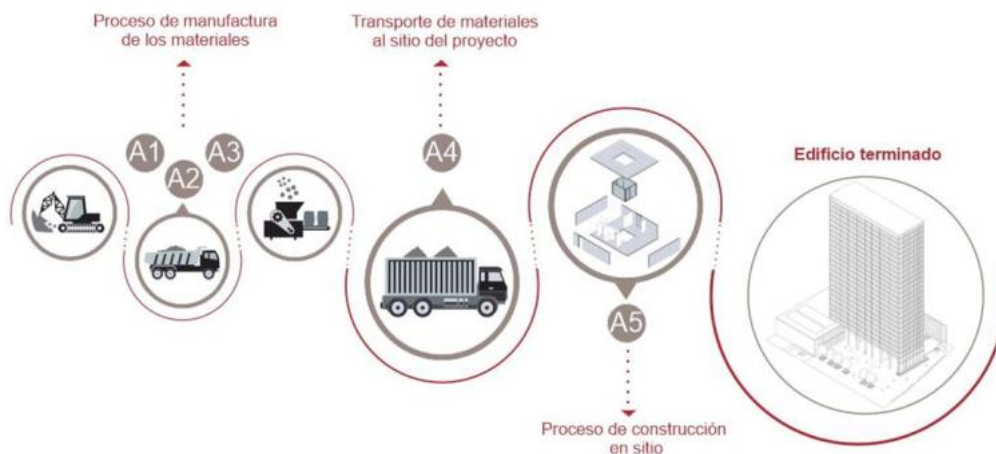 Proceso de manufactura
de los materiales
Transporte de materiales
al sitio del proyecto
A1
A2
A3
A4
Edificio terminado
A5
Proceso de construcción
en sitio